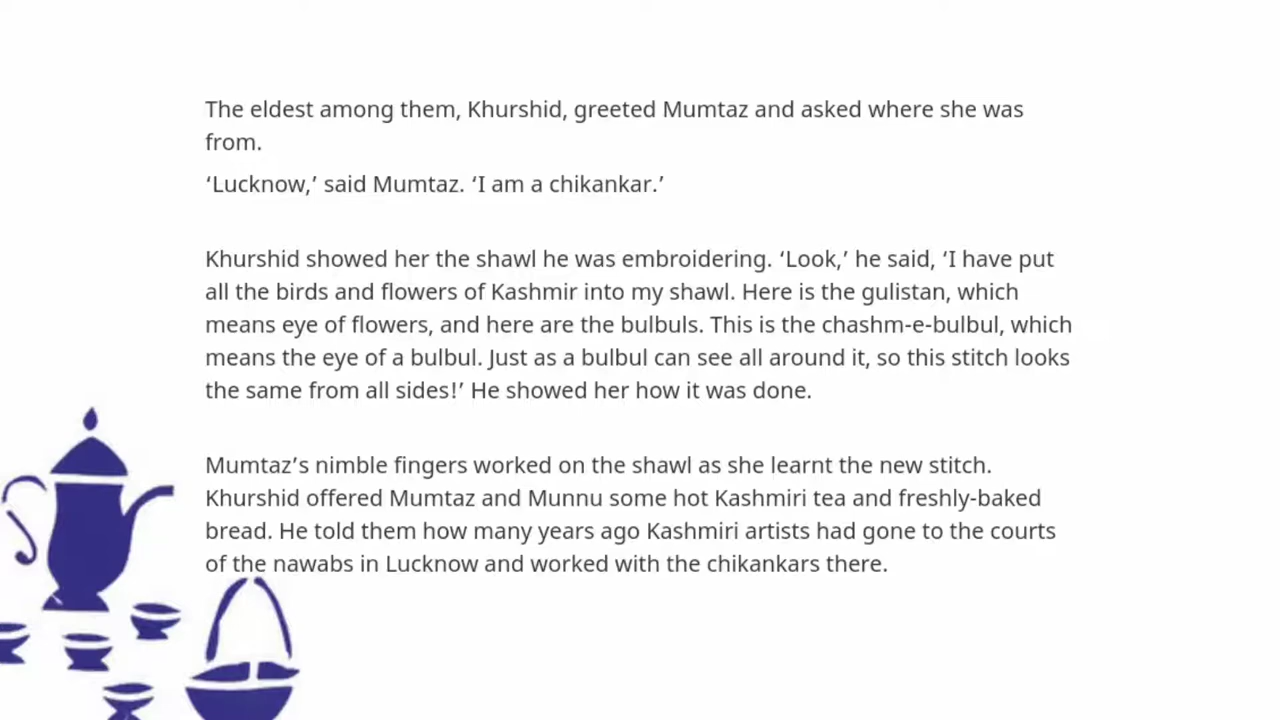 The eldest among them, Khurshid, greeted Mumtaz and asked where she was
from.
‘Lucknow,’ said Mumtaz. ‘I am a chikankar.’
Khurshid showed her the shawl he was embroidering. ‘Look,’ he said, ‘I have put
all the birds and flowers of Kashmir into my shawl. Here is the gulistan, which
means eye of flowers, and here are the bulbuls. This is the chashm-e-bulbul, which
means the eye of a bulbul. Just as a bulbul can see all around it, so this stitch looks
the same from all sides!’ He showed her how it was done.
Mumtaz’s nimble fingers worked on the shawl as she learnt the new stitch.
Khurshid offered Mumtaz and Munnu some hot Kashmiri tea and freshly-baked
bread. He told them how many years ago Kashmiri artists had gone to the courts
of the nawabs in Lucknow and worked with the chikankars there.